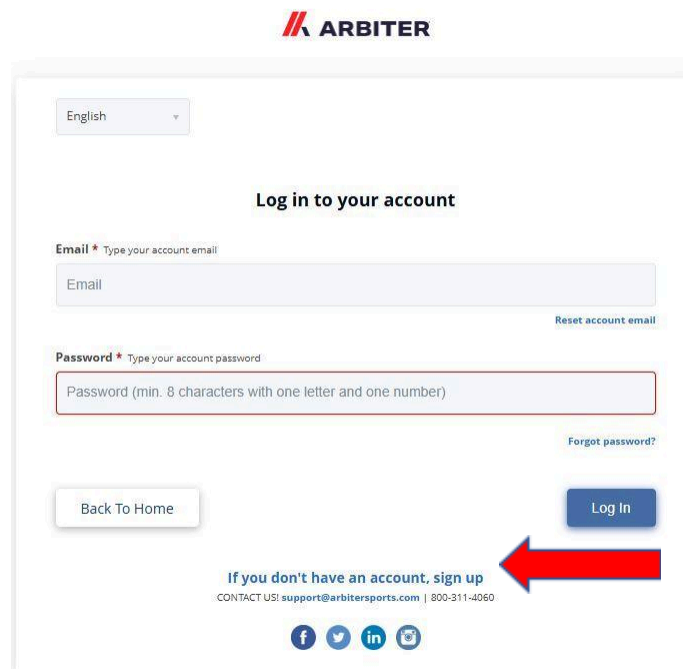 ARBITER
English
Log in to your account
Email * Type your account email
Email
Reset account email
Password * Type your account password
Password (min. 8 characters with one letter and one number)
Forgot password?
Back To Home
Log In
If you don't have an account, sign up
CONTACT US! support@arbitersports.com | 800-311-4060
f in